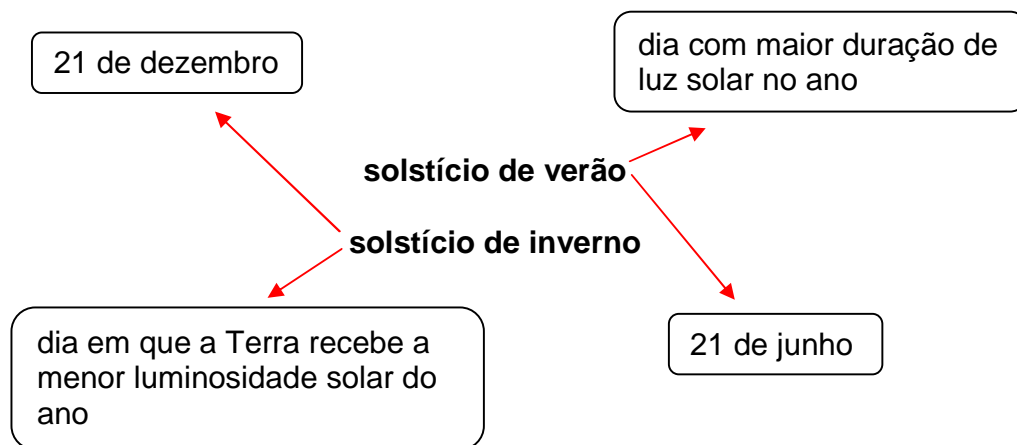 21 de dezembro
dia com maior duração de
luz solar no ano
solstício de verão
solstício de inverno
dia em que a Terra recebe a
menor luminosidade solar do
ano
21 de junho